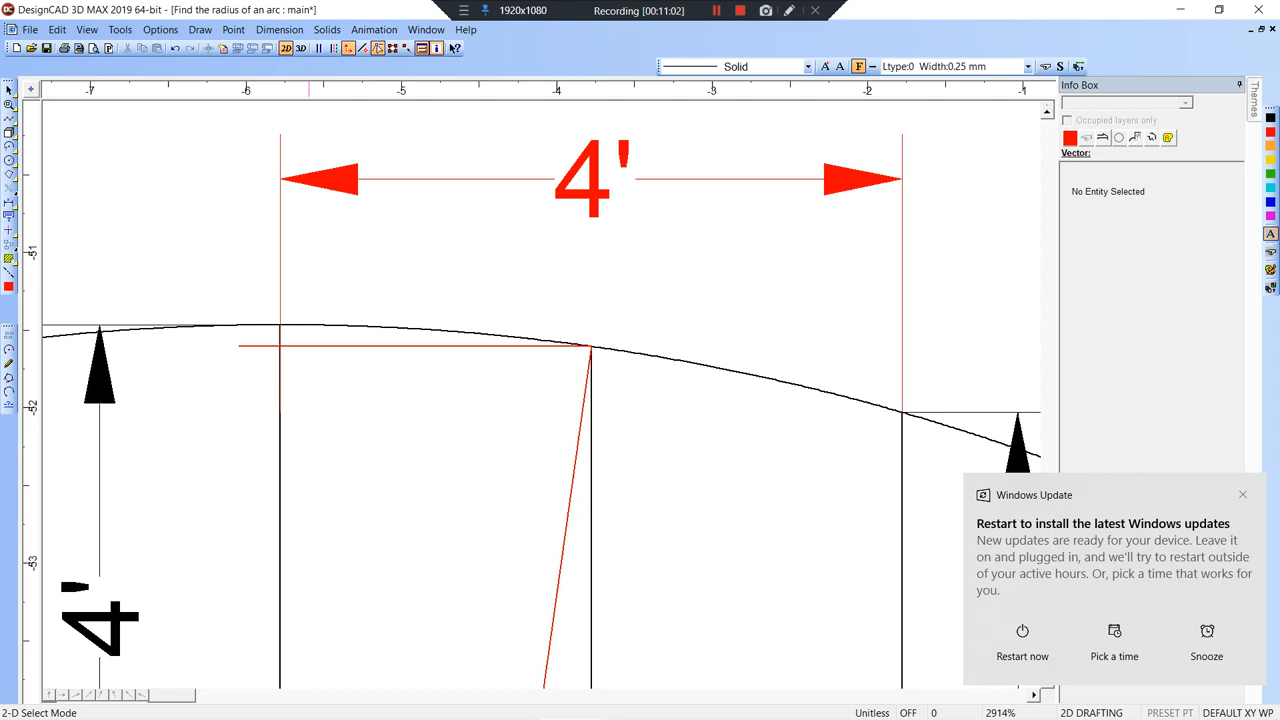 DesignCAD 3D MAX 2019 64-bit - [Find the radius of an arc : main*]
1920x1080
Recording [00:11:02]
File Edit View Tools Options Draw Point Dimension Solids Animation Window Help
2D 3D
Solid
A A F Ltype:0 Width:0.25 mm
S
-7 -6 -5 -4 -3 -2 -1
Info Box
Themes
Occupied layers only
Vector:
No Entity Selected
A
4'
-51
-52
-53
4'
Windows Update
Restart to install the latest Windows updates
New updates are ready for your device. Leave it
on and plugged in, and we'll try to restart outside
of your active hours. Or, pick a time that works for
you.
Restart now Pick a time Snooze
2-D Select Mode
Unitless OFF 0 2914% 2D DRAFTING PRESET PT DEFAULT XY WP